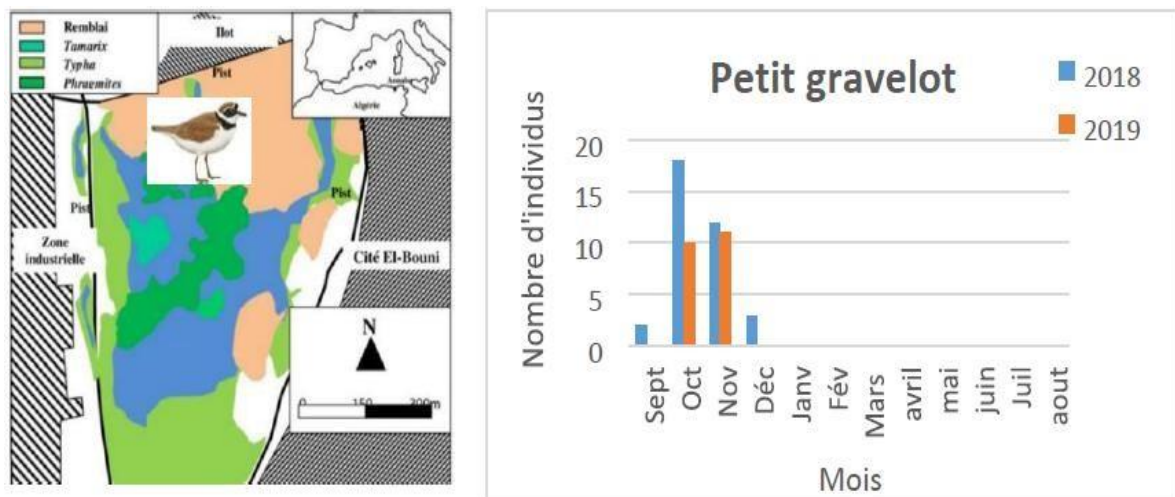 Remblai
Tamarix
Typha
Phragmites
Ilot
Pist
Algérie
Pist
Pist
Zone
industrielle
Cité El-Bouni
N
0 150 300m
Petit gravelot
2018
2019
Nombre d'individus
20
15
10
5
0
Sept
Oct
Nov
Déc
Janv
Fév
Mars
avril
mai
juin
Juil
aout
Mois